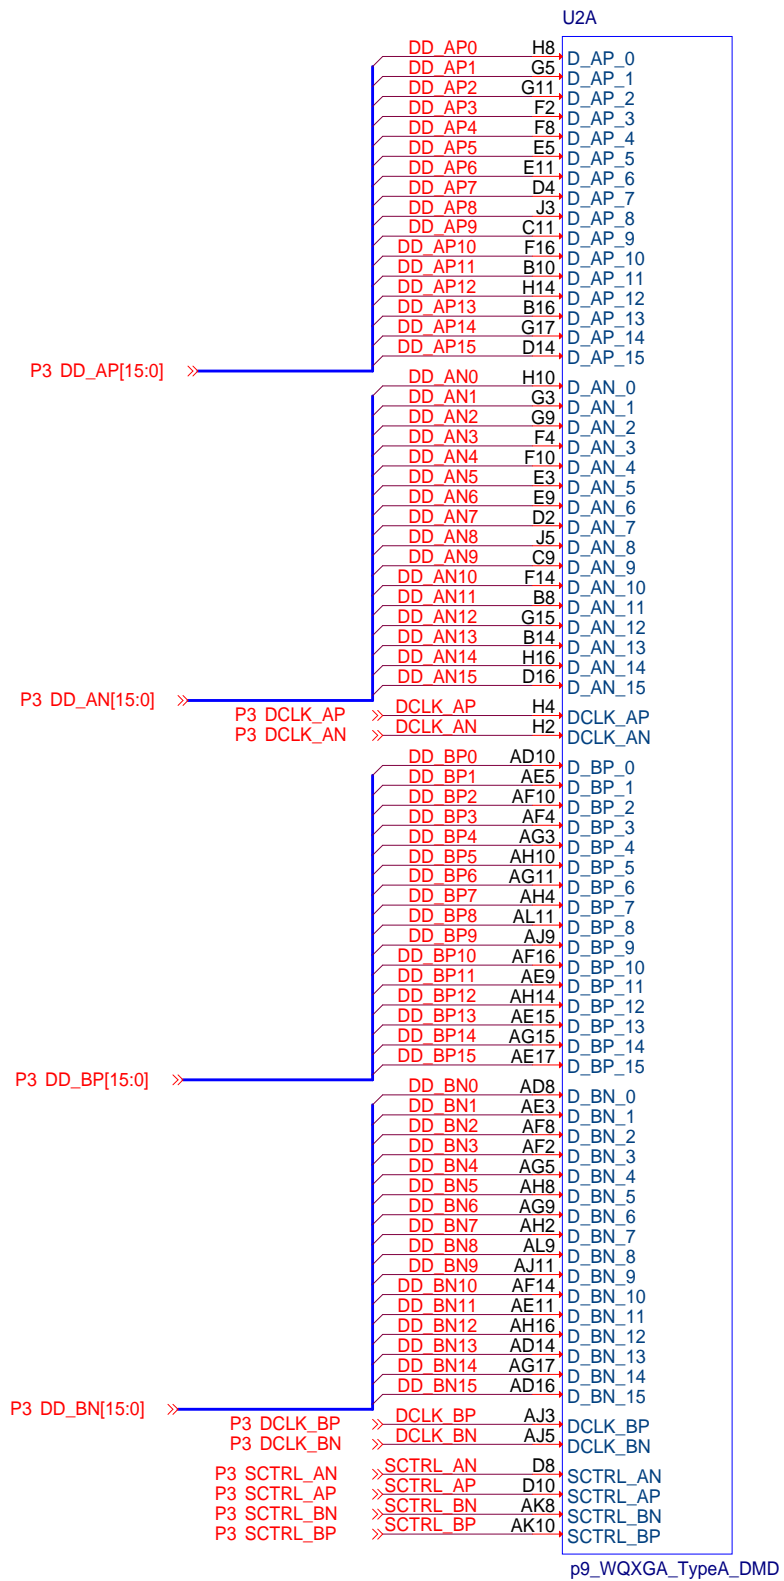 U2A
DD_AP0 H8 D_AP_0
DD_AP1 G5 D_AP_1
DD_AP2 G11 D_AP_2
DD_AP3 F2 D_AP_3
DD_AP4 F8 D_AP_4
DD_AP5 E5 D_AP_5
DD_AP6 E11 D_AP_6
DD_AP7 D4 D_AP_7
DD_AP8 J3 D_AP_8
DD_AP9 C11 D_AP_9
DD_AP10 F16 D_AP_10
DD_AP11 B10 D_AP_11
DD_AP12 H14 D_AP_12
DD_AP13 B16 D_AP_13
DD_AP14 G17 D_AP_14
DD_AP15 D14 D_AP_15
P3 DD_AP[15:0]
DD_AN0 H10 D_AN_0
DD_AN1 G3 D_AN_1
DD_AN2 G9 D_AN_2
DD_AN3 F4 D_AN_3
DD_AN4 F10 D_AN_4
DD_AN5 E3 D_AN_5
DD_AN6 E9 D_AN_6
DD_AN7 D2 D_AN_7
DD_AN8 J5 D_AN_8
DD_AN9 C9 D_AN_9
DD_AN10 F14 D_AN_10
DD_AN11 B8 D_AN_11
DD_AN12 G15 D_AN_12
DD_AN13 B14 D_AN_13
DD_AN14 H16 D_AN_14
DD_AN15 D16 D_AN_15
P3 DD_AN[15:0]
P3 DCLK_AP DCLK_AP H4 DCLK_AP
P3 DCLK_AN DCLK_AN H2 DCLK_AN
DD_BP0 AD10 D_BP_0
DD_BP1 AE5 D_BP_1
DD_BP2 AF10 D_BP_2
DD_BP3 AF4 D_BP_3
DD_BP4 AG3 D_BP_4
DD_BP5 AH10 D_BP_5
DD_BP6 AG11 D_BP_6
DD_BP7 AH4 D_BP_7
DD_BP8 AL11 D_BP_8
DD_BP9 AJ9 D_BP_9
DD_BP10 AF16 D_BP_10
DD_BP11 AE9 D_BP_11
DD_BP12 AH14 D_BP_12
DD_BP13 AE15 D_BP_13
DD_BP14 AG15 D_BP_14
DD_BP15 AE17 D_BP_15
P3 DD_BP[15:0]
DD_BN0 AD8 D_BN_0
DD_BN1 AE3 D_BN_1
DD_BN2 AF8 D_BN_2
DD_BN3 AF2 D_BN_3
DD_BN4 AG5 D_BN_4
DD_BN5 AH8 D_BN_5
DD_BN6 AG9 D_BN_6
DD_BN7 AH2 D_BN_7
DD_BN8 AL9 D_BN_8
DD_BN9 AJ11 D_BN_9
DD_BN10 AF14 D_BN_10
DD_BN11 AE11 D_BN_11
DD_BN12 AH16 D_BN_12
DD_BN13 AD14 D_BN_13
DD_BN14 AG17 D_BN_14
DD_BN15 AD16 D_BN_15
P3 DD_BN[15:0]
P3 DCLK_BP DCLK_BP AJ3 DCLK_BP
P3 DCLK_BN DCLK_BN AJ5 DCLK_BN
P3 SCTRL_AN SCTRL_AN D8 SCTRL_AN
P3 SCTRL_AP SCTRL_AP D10 SCTRL_AP
P3 SCTRL_BN SCTRL_BN AK8 SCTRL_BN
P3 SCTRL_BP SCTRL_BP AK10 SCTRL_BP
p9_WQXGA_TypeA_DMD